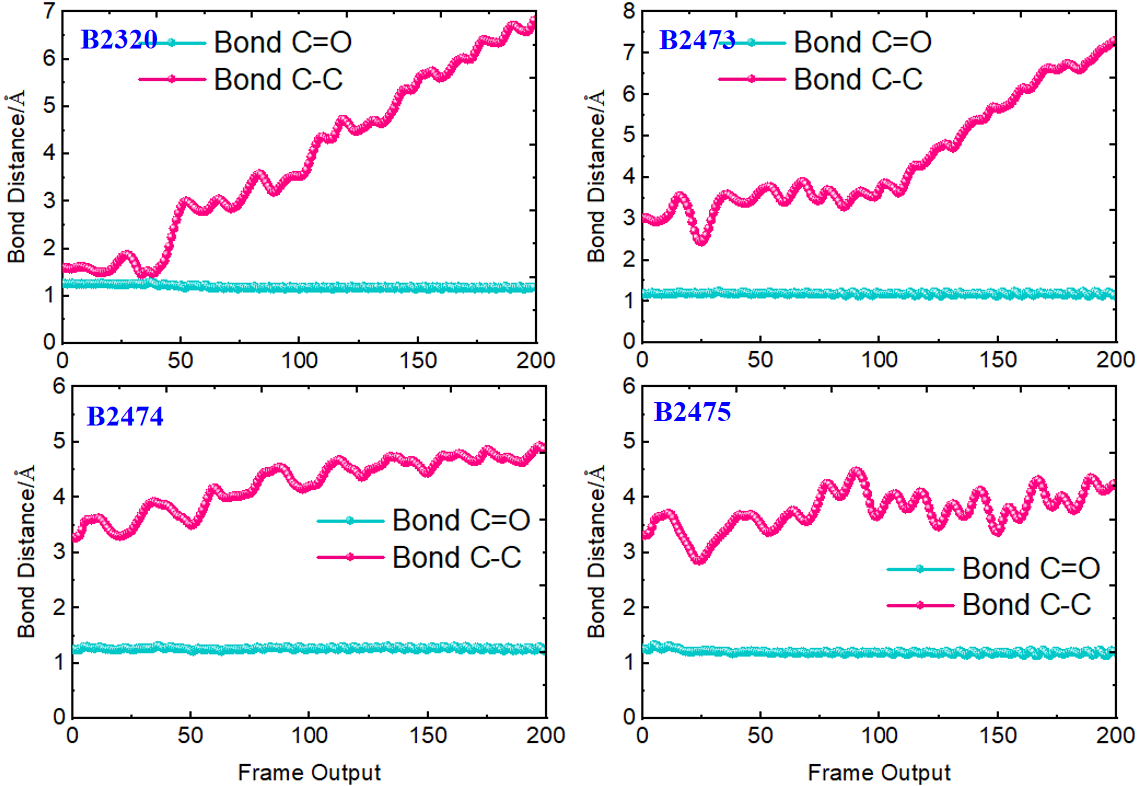 B2320
Bond C=O
Bond C-C
Bond Distance/Å
7
6
5
4
3
2
1
0
0 50 100 150 200
B2473
Bond C=O
Bond C-C
Bond Distance/Å
8
7
6
5
4
3
2
1
0
0 50 100 150 200
B2474
Bond C=O
Bond C-C
Bond Distance/Å
6
5
4
3
2
1
0
0 50 100 150 200
Frame Output
B2475
Bond C=O
Bond C-C
Bond Distance/Å
6
5
4
3
2
1
0
0 50 100 150 200
Frame Output